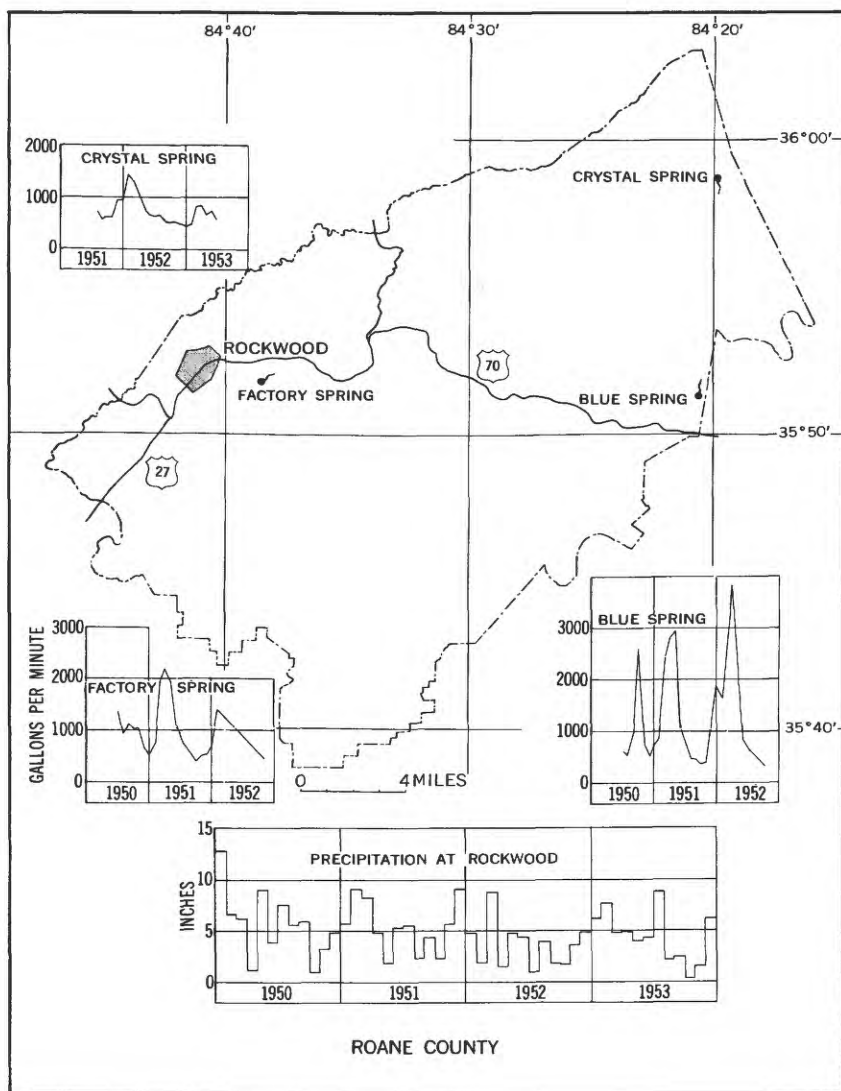 84°40' 84°30' 84°20'
36°00'
2000
CRYSTAL SPRING
1000
0
1951 1952 1953
CRYSTAL SPRING
ROCKWOOD
70
FACTORY SPRING
BLUE SPRING
35°50'
27
GALLONS PER MINUTE
3000
2000
FACTORY SPRING
1000
0
1950 1951 1952
BLUE SPRING
3000
2000
1000
0
1950 1951 1952
35°40'
0 4 MILES
INCHES
15
PRECIPITATION AT ROCKWOOD
10
5
0
1950 1951 1952 1953
ROANE COUNTY